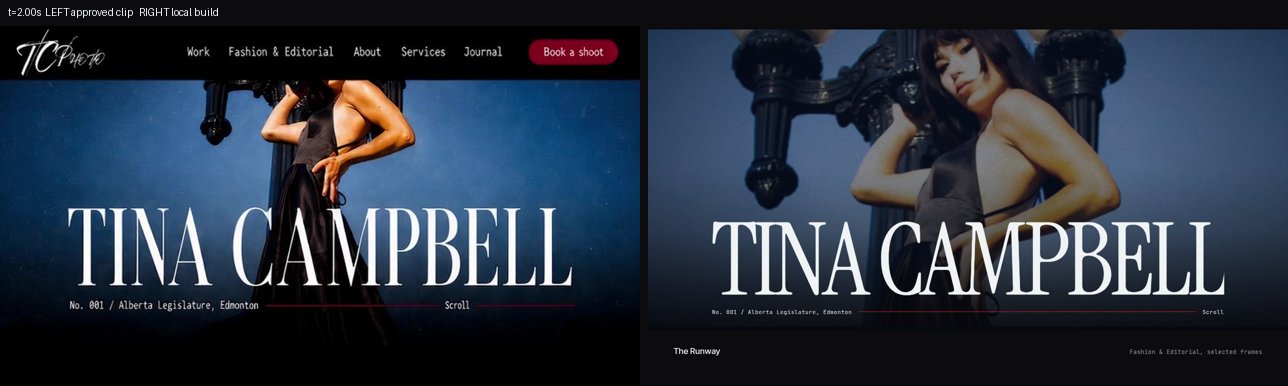 t=2.00s LEFT approved clip RIGHT local build
TCPhoto
Work Fashion & Editorial About Services Journal Book a shoot
TINA CAMPBELL
No. 001 / Alberta Legislature, Edmonton Scroll
TINA CAMPBELL
No. 001 / Alberta Legislature, Edmonton Scroll
The Runway Fashion & Editorial, selected frames